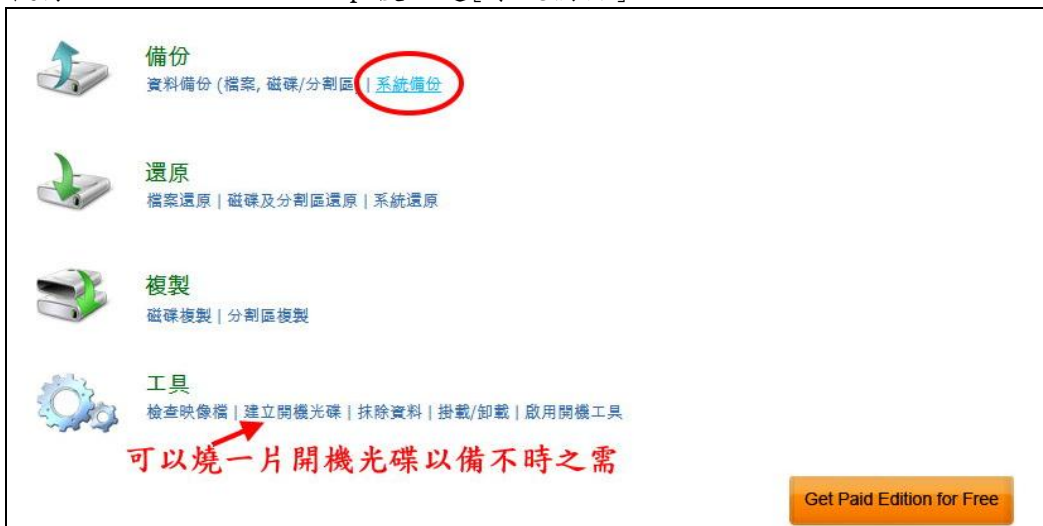 備份
資料備份 (檔案, 磁碟/分割區) | 系統備份
還原
檔案還原 | 磁碟及分割區還原 | 系統還原
複製
磁碟複製 | 分割區複製
工具
檢查映像檔 | 建立開機光碟 | 抹除資料 | 掛載/卸載 | 啟用開機工具
可以燒一片開機光碟以備不時之需
Get Paid Edition for Free